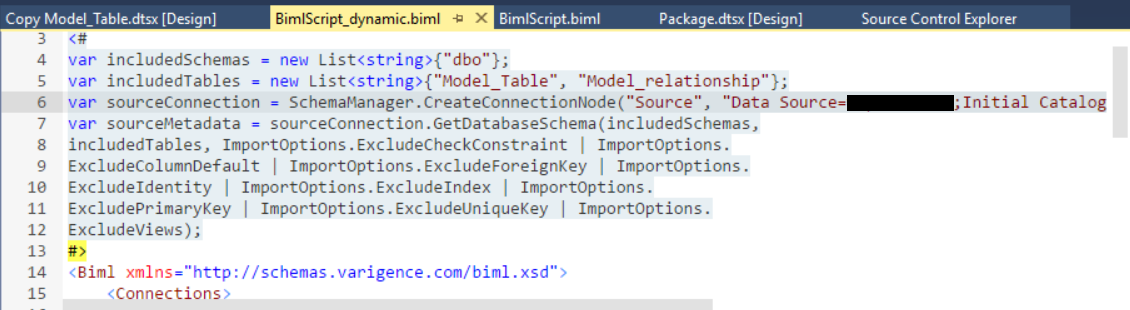 Copy Model_Table.dtsx [Design] BimlScript_dynamic.biml BimlScript.biml Package.dtsx [Design] Source Control Explorer
3 <#
4 var includedSchemas = new List<string>{"dbo"};
5 var includedTables = new List<string>{"Model_Table", "Model_relationship"};
6 var sourceConnection = SchemaManager.CreateConnectionNode("Source", "Data Source= ;Initial Catalog
7 var sourceMetadata = sourceConnection.GetDatabaseSchema(includedSchemas,
8 includedTables, ImportOptions.ExcludeCheckConstraint | ImportOptions.
9 ExcludeColumnDefault | ImportOptions.ExcludeForeignKey | ImportOptions.
10 ExcludeIdentity | ImportOptions.ExcludeIndex | ImportOptions.
11 ExcludePrimaryKey | ImportOptions.ExcludeUniqueKey | ImportOptions.
12 ExcludeViews);
13 #>
14 <Biml xmlns="http://schemas.varigence.com/biml.xsd">
15 <Connections>